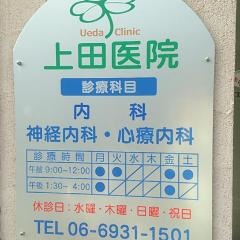 Ueda Clinic
上田医院
診療科目
内 科
神経内科・心療内科
診療時間 月 火 水 木 金 土
午前 9:00~12:00 ● ● ● ●
午後 1:30~ 4:00 ● ●
休診日:水曜・木曜・日曜・祝日
TEL 06-6931-1501